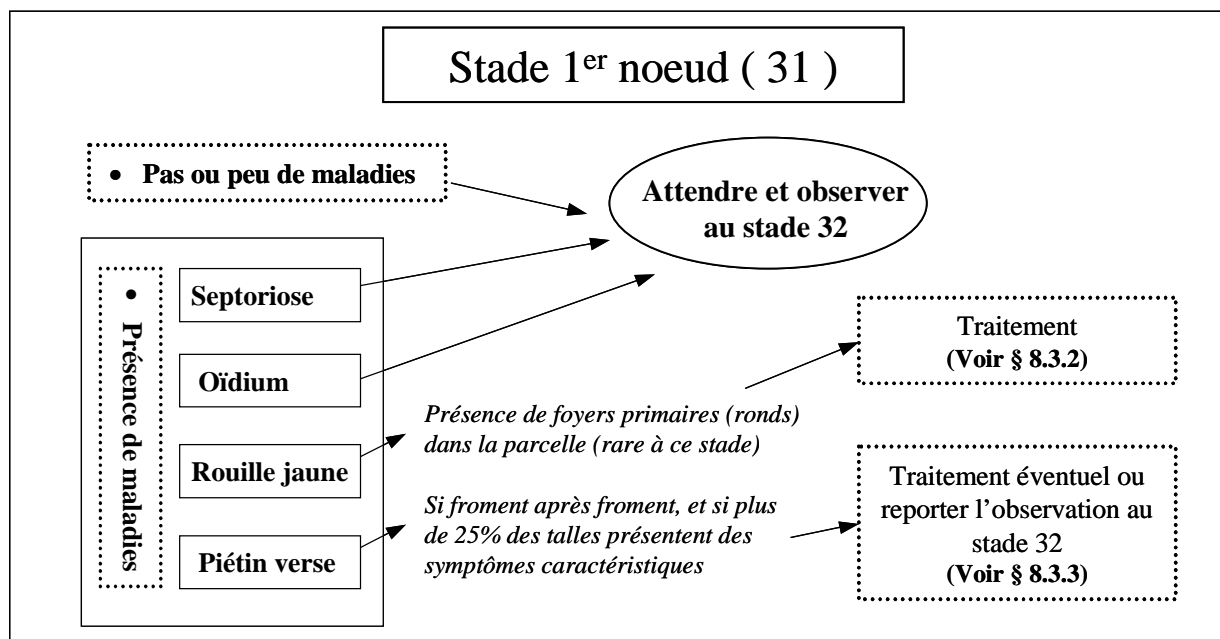 Stade 1er noeud ( 31 )
• Pas ou peu de maladies
Attendre et observer
au stade 32
• Présence de maladies
Septoriose
Oïdium
Rouille jaune
Piétin verse
Présence de foyers primaires (ronds)
dans la parcelle (rare à ce stade)
Traitement
(Voir § 8.3.2)
Si froment après froment, et si plus
de 25% des talles présentent des
symptômes caractéristiques
Traitement éventuel ou
reporter l’observation au
stade 32
(Voir § 8.3.3)